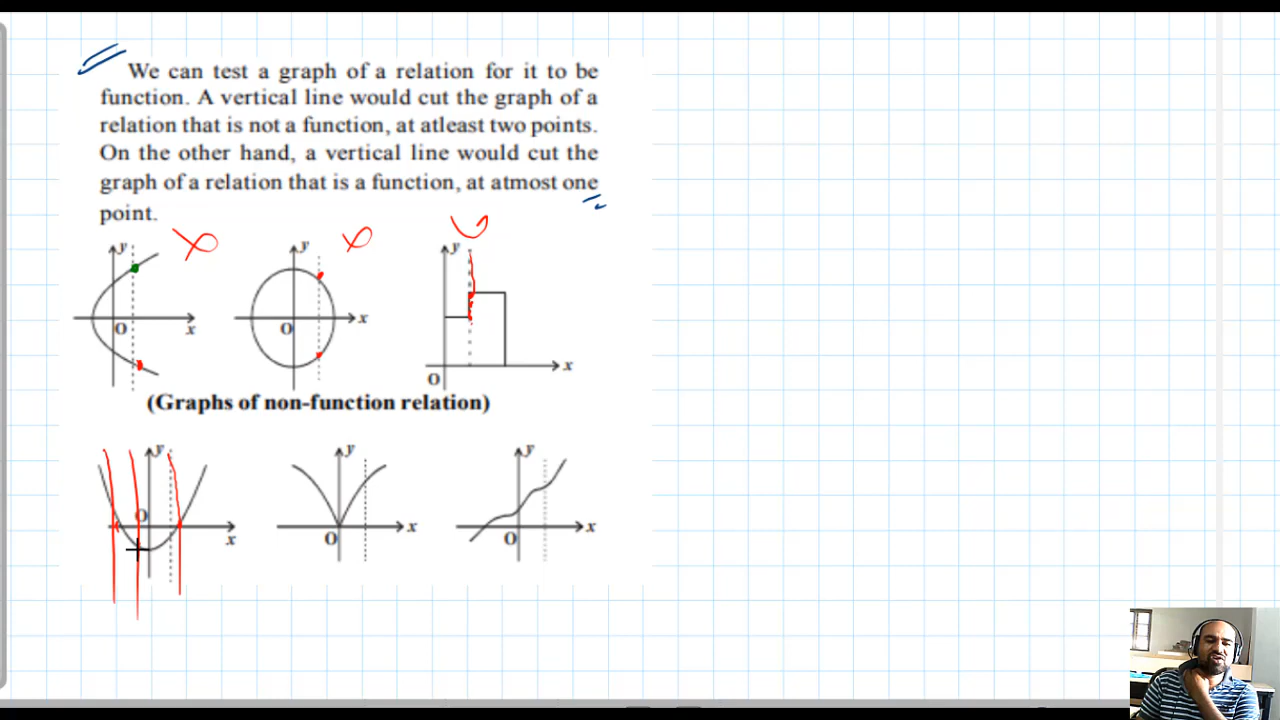 We can test a graph of a relation for it to be
function. A vertical line would cut the graph of a
relation that is not a function, at atleast two points.
On the other hand, a vertical line would cut the
graph of a relation that is a function, at atmost one
point.
y y y
O x O x O x
(Graphs of non-function relation)
y y y
O x O x O x